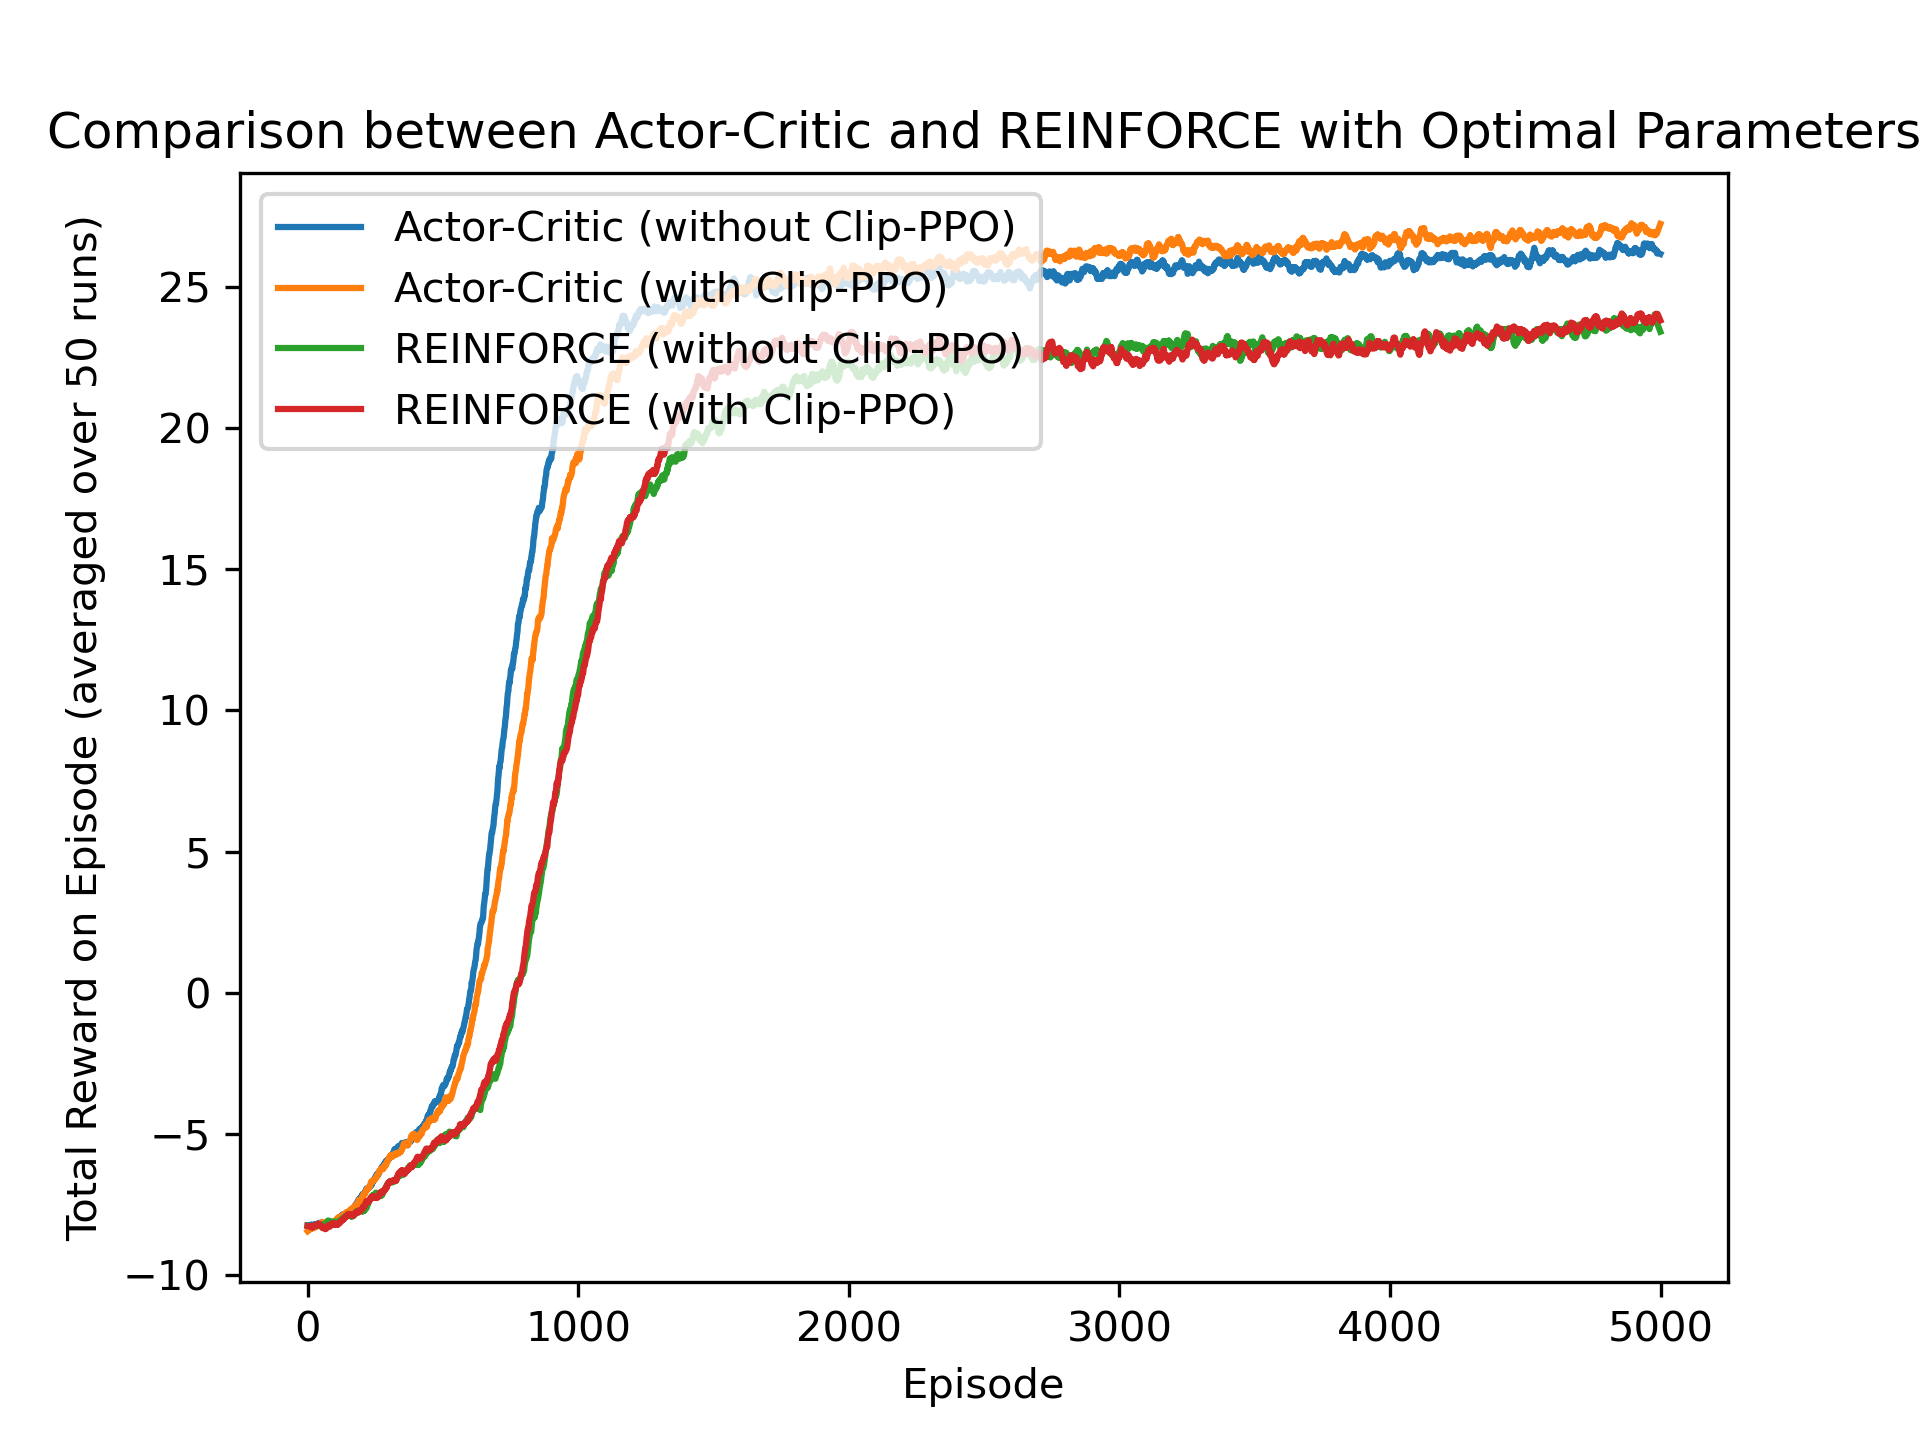 Comparison between Actor-Critic and REINFORCE with Optimal Parameters
Actor-Critic (without Clip-PPO)
Actor-Critic (with Clip-PPO)
REINFORCE (without Clip-PPO)
REINFORCE (with Clip-PPO)
Total Reward on Episode (averaged over 50 runs)
25
20
15
10
5
0
−5
−10
0 1000 2000 3000 4000 5000
Episode